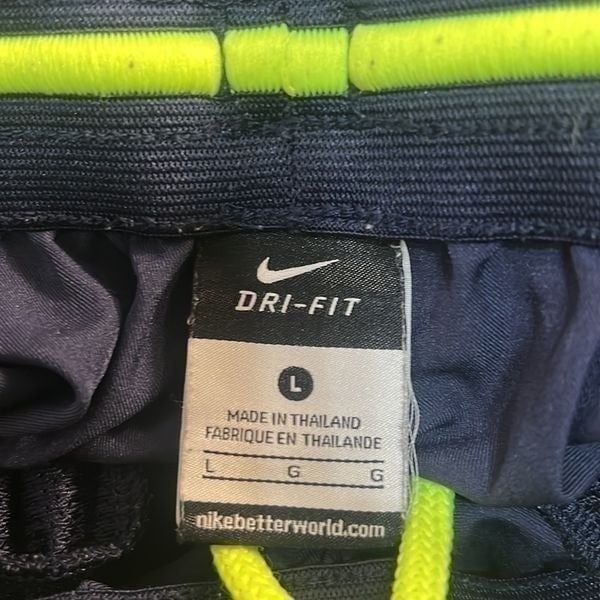 DRI-FIT
L
MADE IN THAILAND
FABRIQUE EN THAILANDE
L G G
nikebetterworld.com